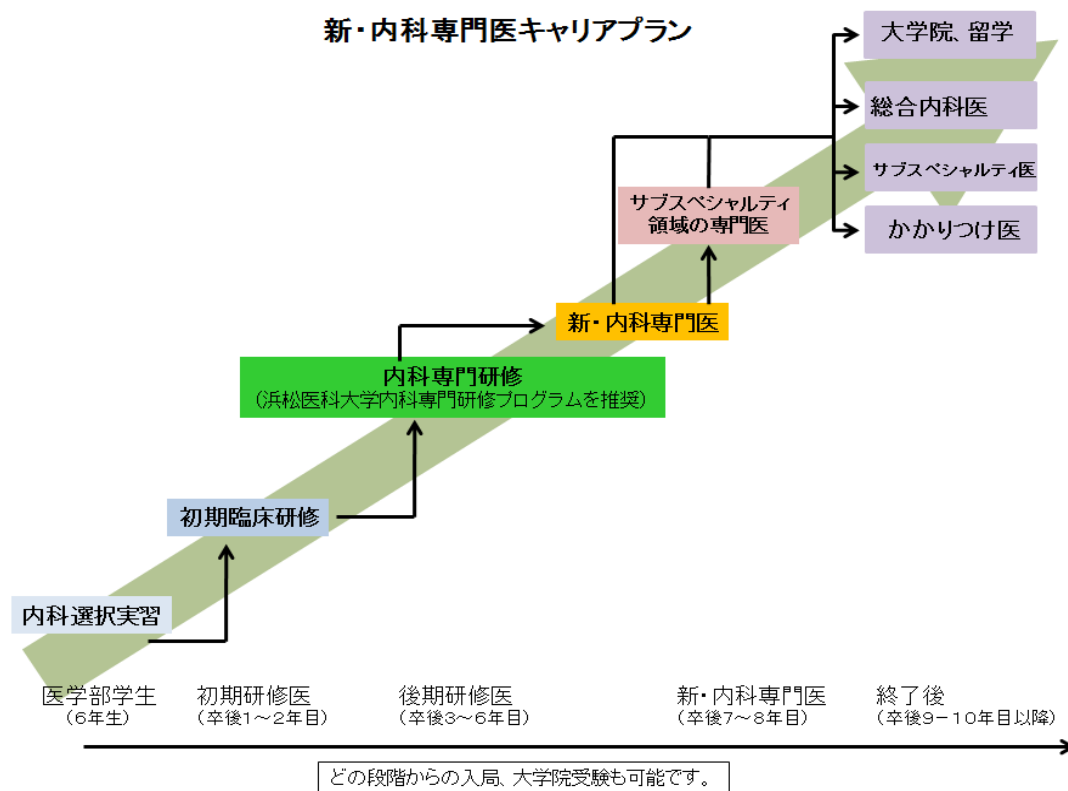 新・内科専門医キャリアプラン
大学院、留学
総合内科医
サブスペシャルティ医
かかりつけ医
サブスペシャルティ
領域の専門医
新・内科専門医
内科専門研修
（浜松医科大学内科専門研修プログラムを推奨）
初期臨床研修
内科選択実習
医学部学生
（6年生）
初期研修医
（卒後1～2年目）
後期研修医
（卒後3～6年目）
新・内科専門医
（卒後7～8年目）
終了後
（卒後9－10年目以降）
どの段階からの入局、大学院受験も可能です。